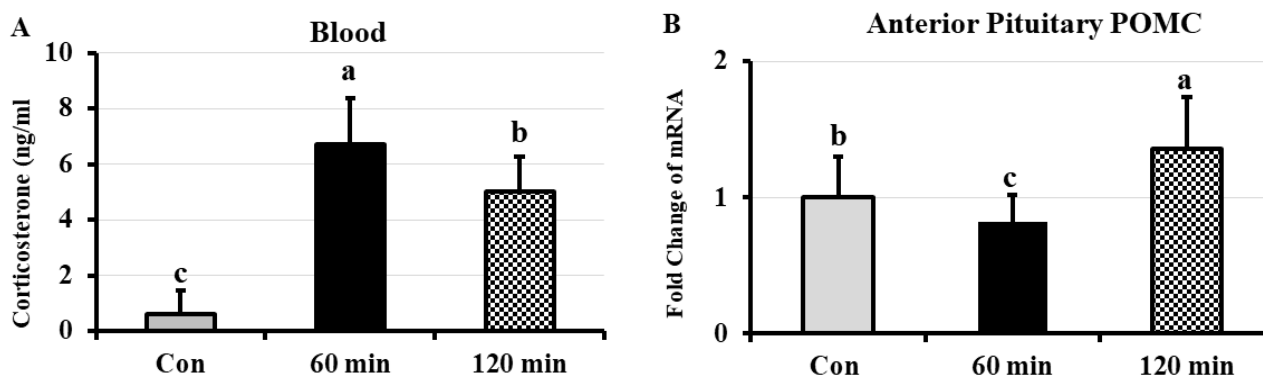 A
Blood
Corticosterone (ng/ml
10
8
6
4
2
0
c
a
b
Con
60 min
120 min
B
Anterior Pituitary POMC
Fold Change of mRNA
2
1
0
b
c
a
Con
60 min
120 min